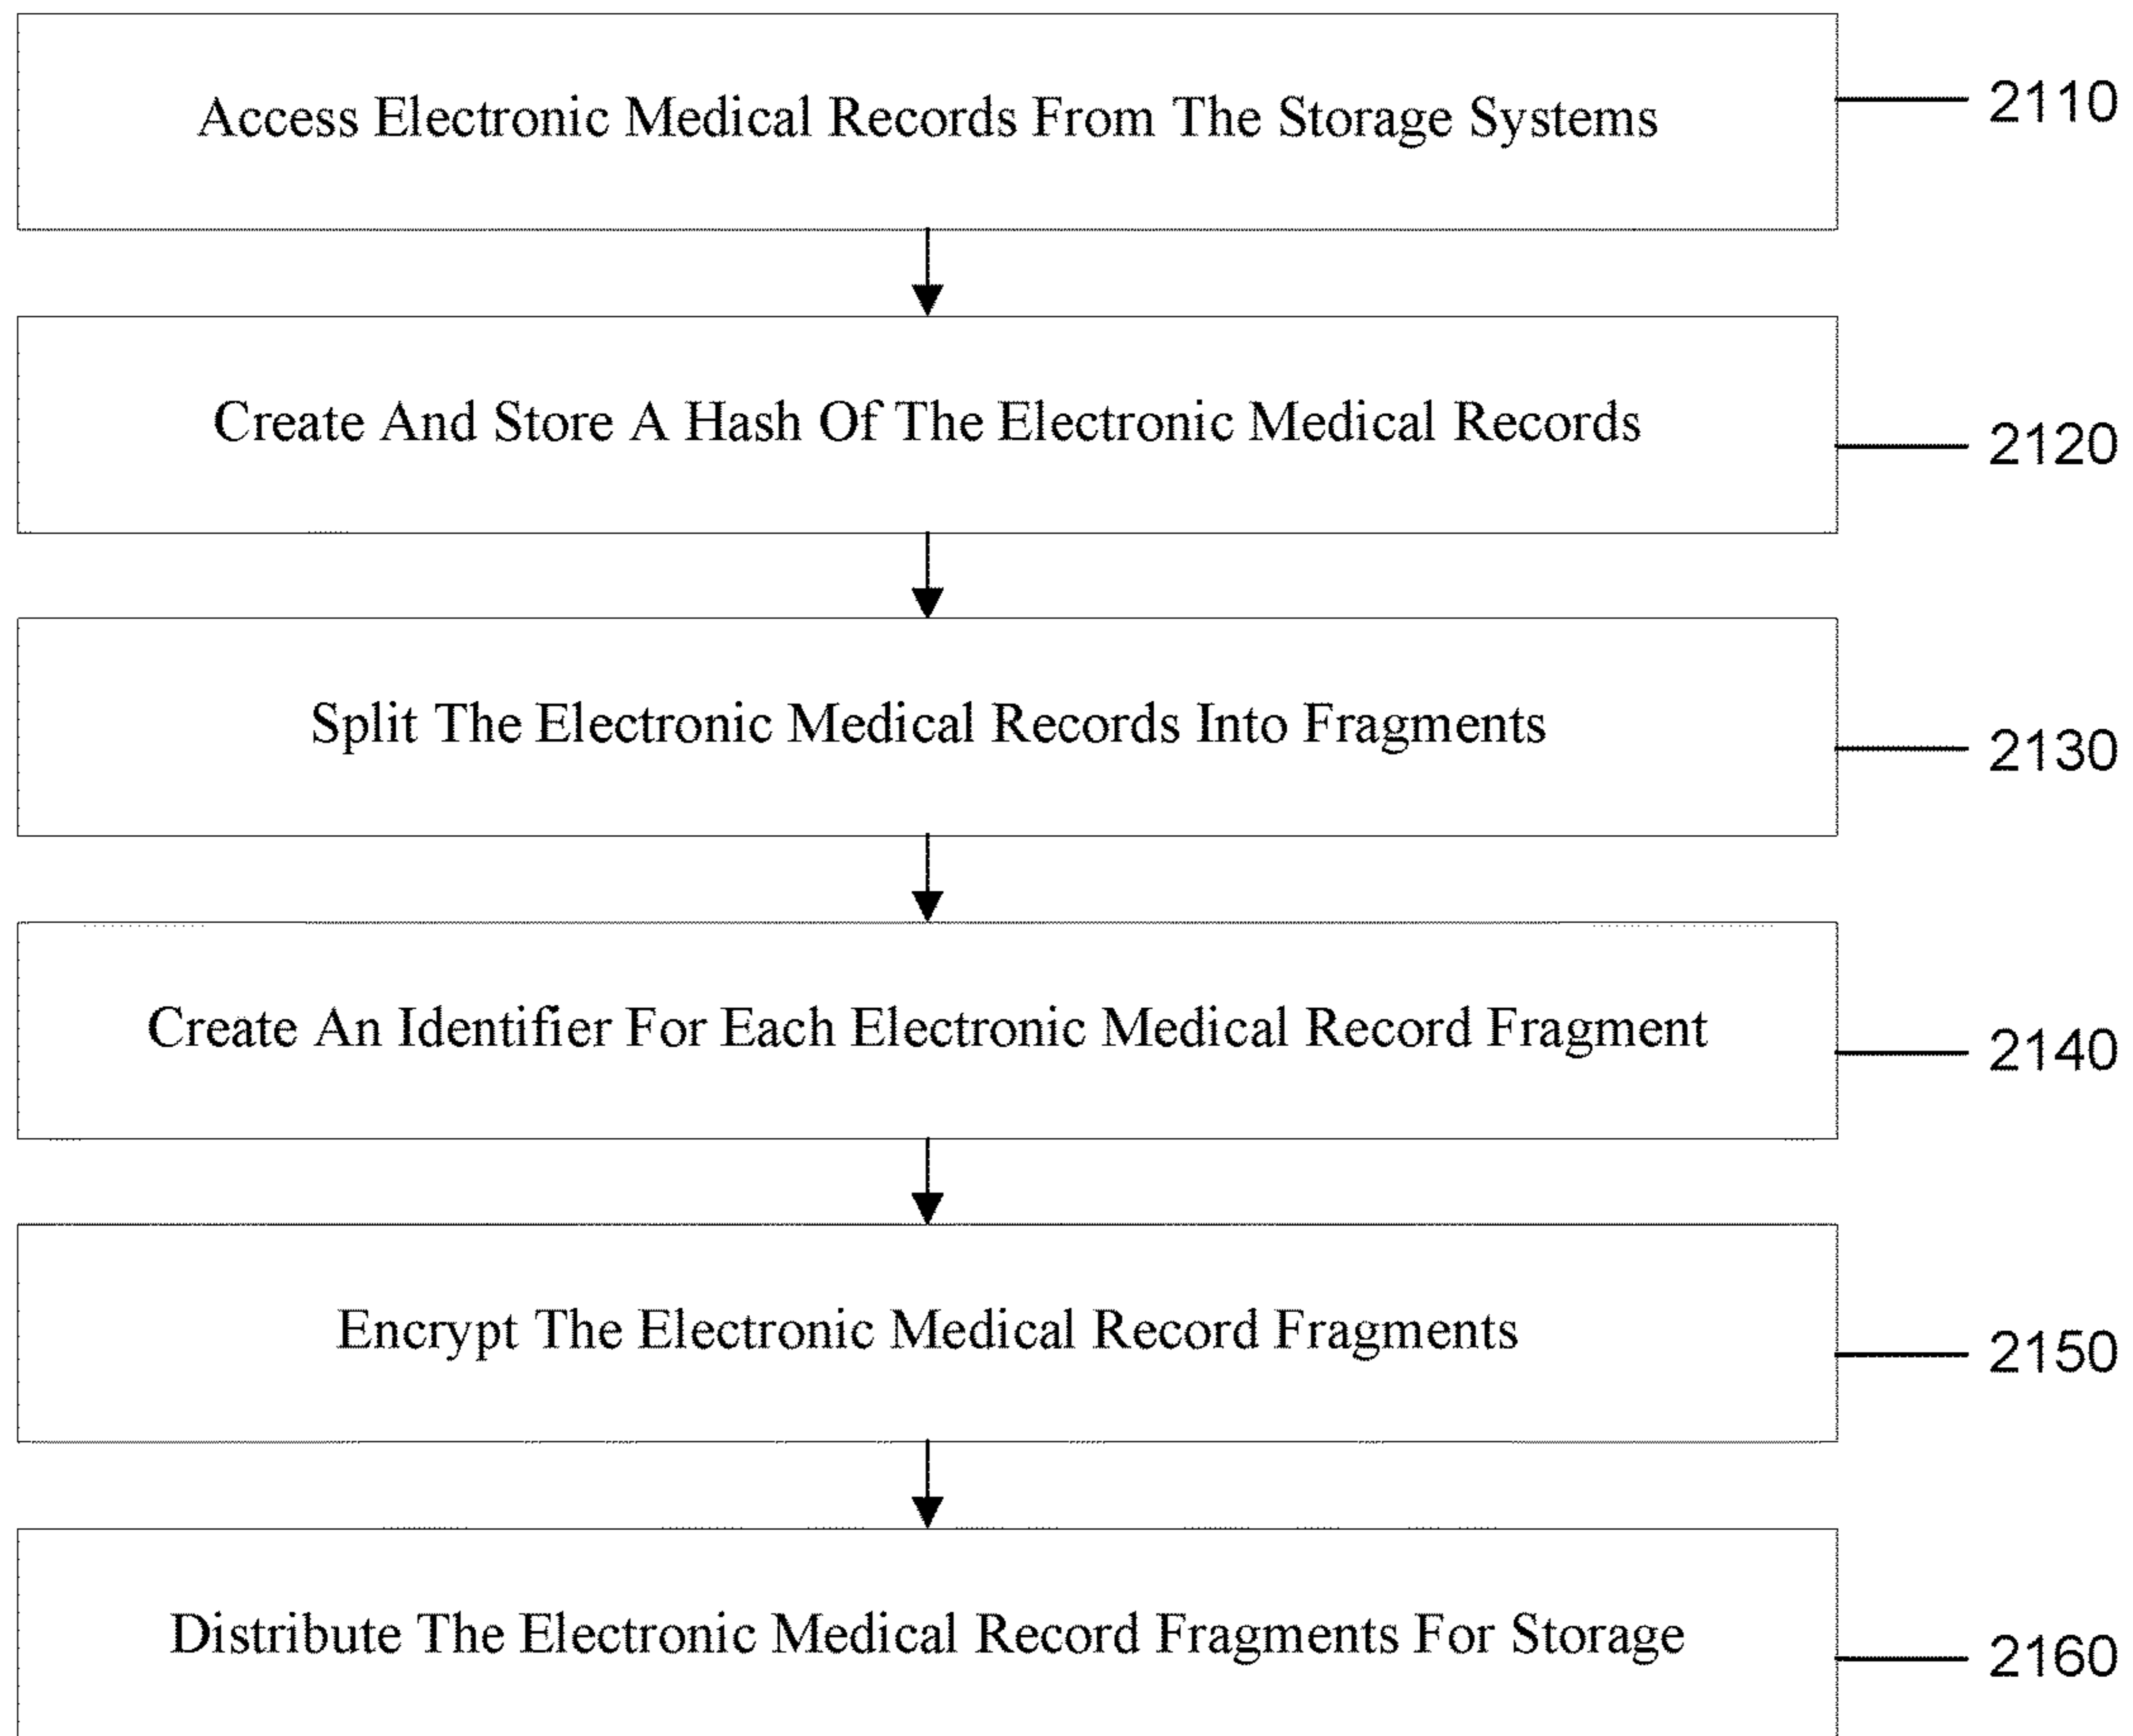 Access Electronic Medical Records From The Storage Systems
2110
Create And Store A Hash Of The Electronic Medical Records
2120
Split The Electronic Medical Records Into Fragments
2130
Create An Identifier For Each Electronic Medical Record Fragment
2140
Encrypt The Electronic Medical Record Fragments
2150
Distribute The Electronic Medical Record Fragments For Storage
2160